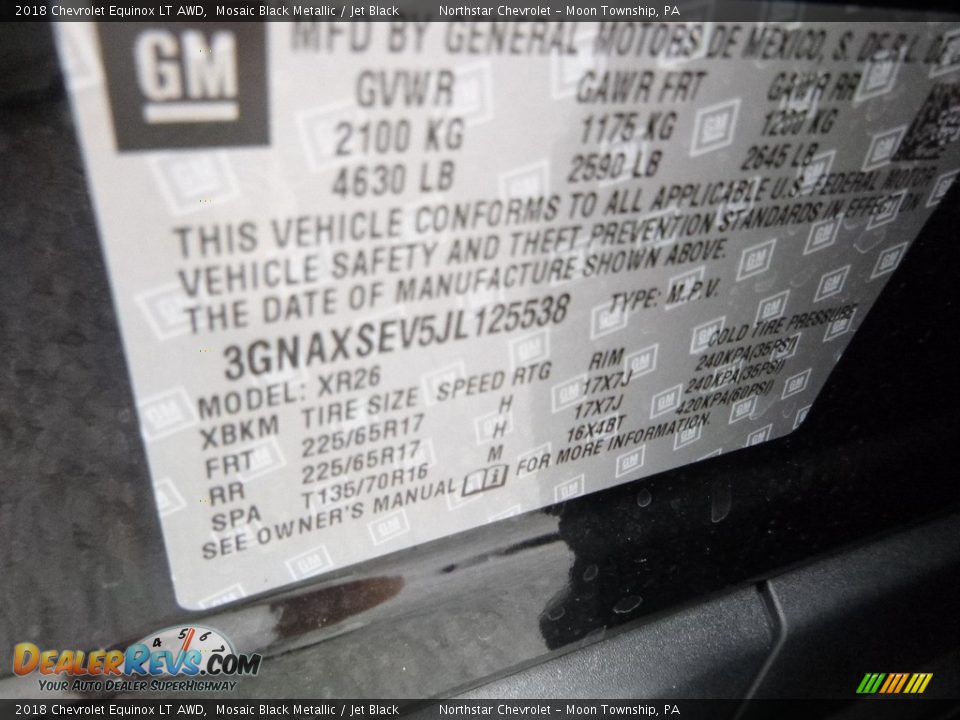 2018 Chevrolet Equinox LT AWD, Mosaic Black Metallic / Jet Black Northstar Chevrolet - Moon Township, PA
GM
MFD BY GENERAL MOTORS DE MEXICO, S. DE R.L. DE
GVWR GAWR FRT GAWR RR
2100 KG 1175 KG 1200 KG
4630 LB 2590 LB 2645 LB
THIS VEHICLE CONFORMS TO ALL APPLICABLE U.S. FEDERAL MOTOR
VEHICLE SAFETY AND THEFT PREVENTION STANDARDS IN EFFECT ON
THE DATE OF MANUFACTURE SHOWN ABOVE.
3GNAXSEV5JL125538 TYPE: M.P.V.
MODEL: XR26
XBKM TIRE SIZE SPEED RTG RIM COLD TIRE PRESSURE
FRT 225/65R17 H 17X7J 240KPA(35PSI)
RR 225/65R17 H 17X7J 240KPA(35PSI)
SPA T135/70R16 M 16X4BT 420KPA(60PSI)
SEE OWNER'S MANUAL i FOR MORE INFORMATION.
4 5 6 7
DealerRevs.com
Your Auto Dealer SuperHighway
2018 Chevrolet Equinox LT AWD, Mosaic Black Metallic / Jet Black Northstar Chevrolet - Moon Township, PA